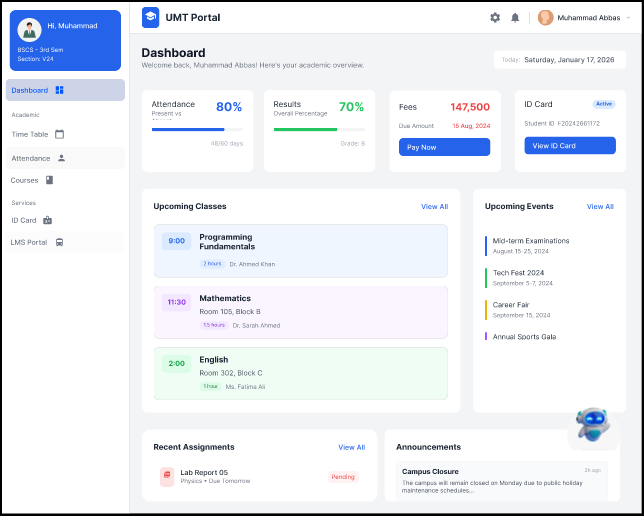 Hi, Muhammad
BSCS - 3rd Sem
Section: V24
Dashboard
Academic
Time Table
Attendance
Courses
Services
ID Card
LMS Portal
UMT Portal
Muhammad Abbas
Dashboard
Welcome back, Muhammad Abbas! Here's your academic overview.
Today: Saturday, January 17, 2026
Attendance
80%
Present vs
48/60 days
Results
70%
Overall Percentage
Grade: B
Fees
147,500
Due Amount
15 Aug, 2024
Pay Now
ID Card
Active
Student ID F20242661172
View ID Card
Upcoming Classes
View All
9:00
Programming
Fundamentals
2 hours
Dr. Ahmed Khan
11:30
Mathematics
Room 105, Block B
1.5 hours
Dr. Sarah Ahmed
2:00
English
Room 302, Block C
1 hour
Ms. Fatima Ali
Upcoming Events
View All
Mid-term Examinations
August 15-25, 2024
Tech Fest 2024
September 5-7, 2024
Career Fair
September 15, 2024
Annual Sports Gala
Recent Assignments
View All
Lab Report 05
Physics • Due Tomorrow
Pending
Announcements
Campus Closure
2h ago
The campus will remain closed on Monday due to public holiday
maintenance schedules...